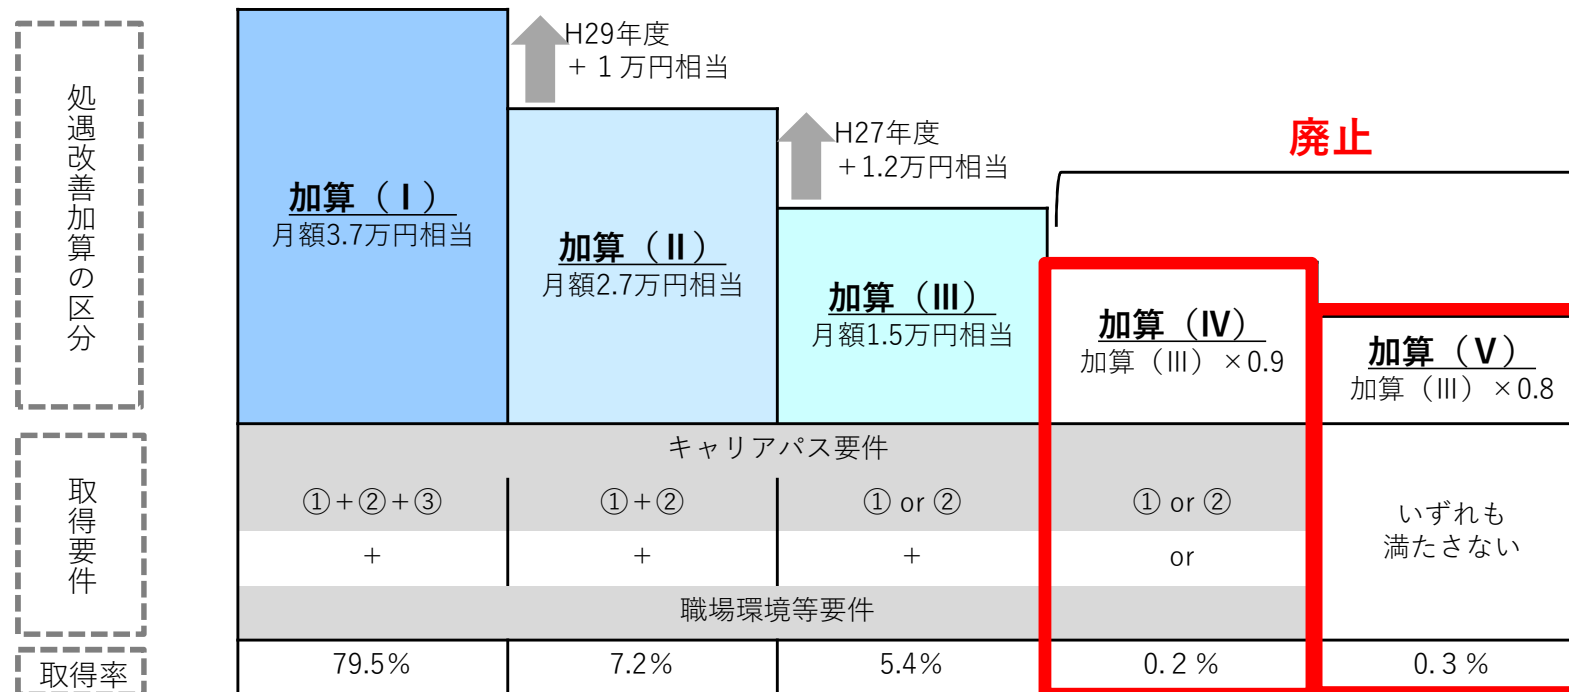 処遇改善加算の区分
H29年度
+１万円相当
H27年度
+1.2万円相当
廃止
加算（Ⅰ）
月額3.7万円相当
加算（Ⅱ）
月額2.7万円相当
加算（Ⅲ）
月額1.5万円相当
加算（Ⅳ）
加算（Ⅲ）×0.9
加算（Ⅴ）
加算（Ⅲ）×0.8
取得要件
キャリアパス要件
①+②+③
①+②
① or ②
① or ②
いずれも
満たさない
+
+
+
or
職場環境等要件
取得率
79.5%
7.2%
5.4%
0.2％
0.3％